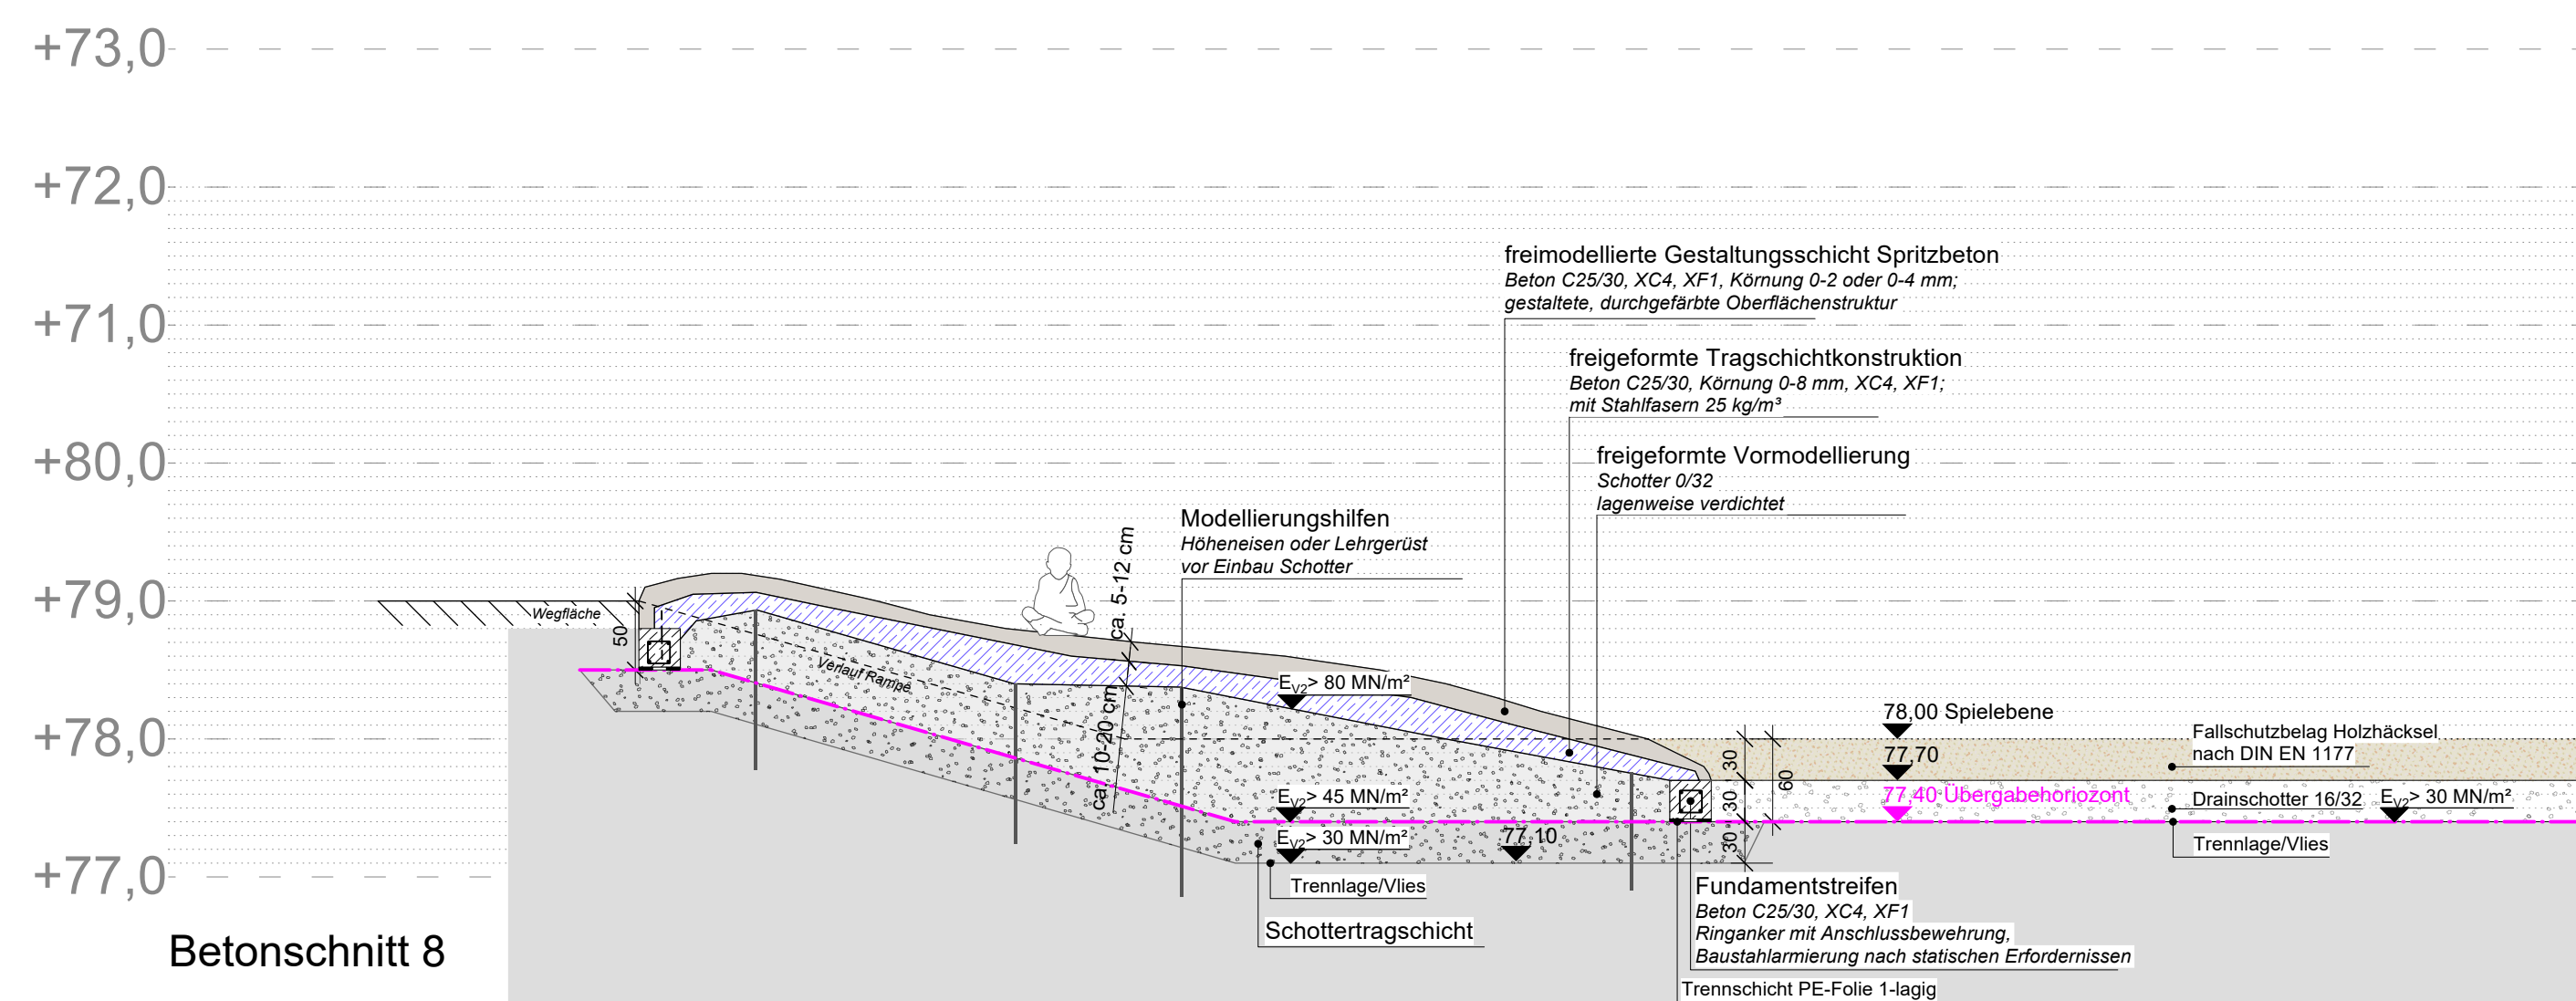 +73,0
+72,0
+71,0
+80,0
+79,0
+78,0
+77,0
freimodellierte Gestaltungsschicht Spritzbeton
Beton C25/30, XC4, XF1, Körnung 0-2 oder 0-4 mm;
gestaltete, durchgefärbte Oberflächenstruktur
freigeformte Tragschichtkonstruktion
Beton C25/30, Körnung 0-8 mm, XC4, XF1;
mit Stahlfasern 25 kg/m³
freigeformte Vormodellierung
Schotter 0/32
lagenweise verdichtet
Modellierungshilfen
Höheneisen oder Lehrgerüst
vor Einbau Schotter
ca. 5-12 cm
Wegfläche
50
Verlauf Rampe
ca. 10-20 cm
EV2> 80 MN/m²
EV2> 45 MN/m²
EV2> 30 MN/m²
77,10
Trennlage/Vlies
Schottertragschicht
30
30
30
60
78,00 Spielebene
77,70
77,40 Übergabehoriozont
Fallschutzbelag Holzhäcksel
nach DIN EN 1177
Drainschotter 16/32
EV2> 30 MN/m²
Trennlage/Vlies
Fundamentstreifen
Beton C25/30, XC4, XF1
Ringanker mit Anschlussbewehrung,
Baustahlarmierung nach statischen Erfordernissen
Trennschicht PE-Folie 1-lagig
Betonschnitt 8